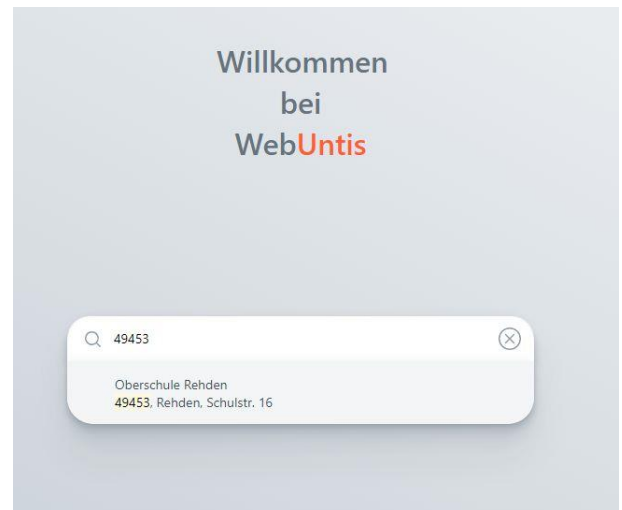 Willkommen
bei
WebUntis
49453
Oberschule Rehden
49453, Rehden, Schulstr. 16